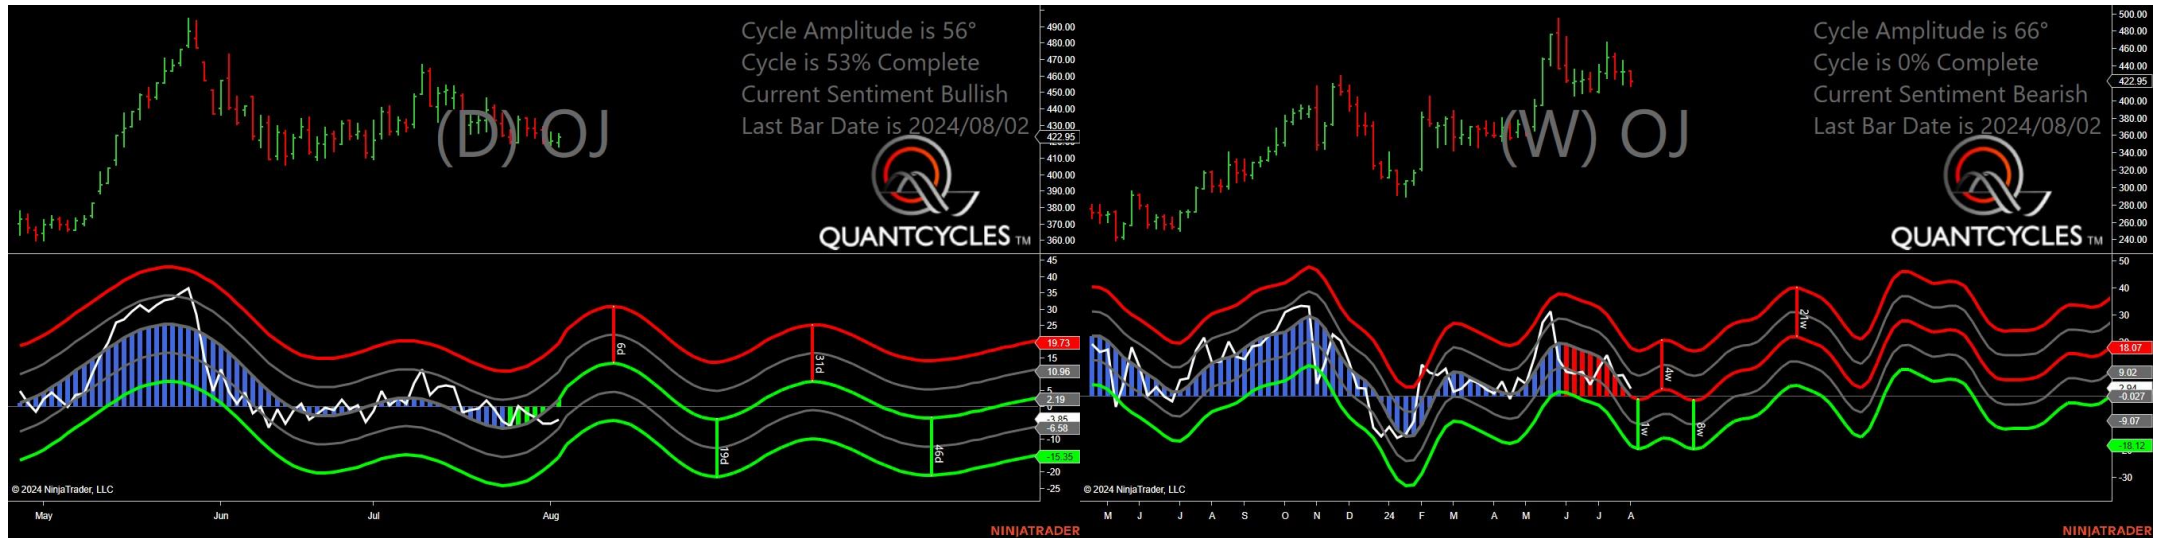 Cycle Amplitude is 56°
Cycle is 53% Complete
Current Sentiment Bullish
Last Bar Date is 2024/08/02
(D) OJ
QUANTCYCLES TM
490.00
480.00
470.00
460.00
450.00
440.00
430.00
422.95
410.00
400.00
390.00
380.00
370.00
360.00
45
40
35
30
25
19.73
15
10.96
5
2.19
0
-3.85
-6.58
-10
-15.35
-20
-25
6d
19d
31d
46d
© 2024 NinjaTrader, LLC
May Jun Jul Aug
NINJATRADER
Cycle Amplitude is 66°
Cycle is 0% Complete
Current Sentiment Bearish
Last Bar Date is 2024/08/02
(W) OJ
QUANTCYCLES TM
500.00
480.00
460.00
440.00
422.95
400.00
380.00
360.00
340.00
320.00
300.00
280.00
260.00
240.00
50
40
30
18.07
9.02
2.94
-0.027
-9.07
-18.12
-30
1w
4w
21w
© 2024 NinjaTrader, LLC
M J J A S O N D 24 F M A M J J A
NINJATRADER